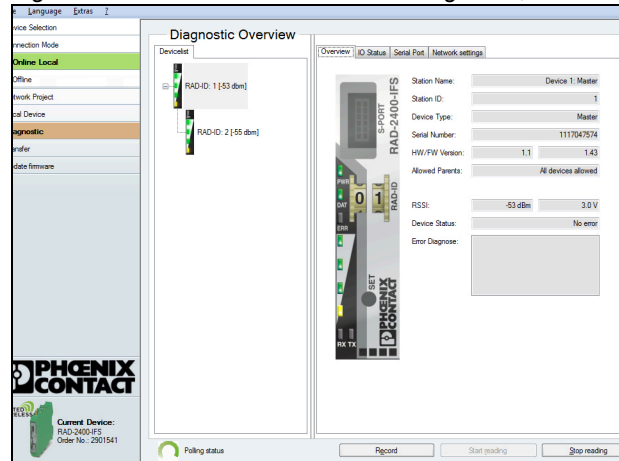 e Language Extras ?
vice Selection
nnection Mode
Online Local
Offline
twork Project
cal Device
agnostic
ansfer
date firmware
PHŒNIX
CONTACT
Current Device:
RAD-2400-IFS
Order No.: 2901541
Diagnostic Overview
Devicelist
RAD-ID: 1 [-53 dbm]
RAD-ID: 2 [-55 dbm]
Polling status
Overview IO Status Serial Port Network settings
S-PORT
RAD-2400-IFS
PWR
DAT
0 1
RAD-ID
ERR
SET
PHŒNIX
CONTACT
RX TX
Station Name: Device 1: Master
Station ID: 1
Device Type: Master
Serial Number: 1117047574
HW/FW Version: 1.1 1.43
Allowed Parents: All devices allowed
RSSI: -53 dBm 3.0 V
Device Status: No error
Error Diagnose:
Record Start reading Stop reading